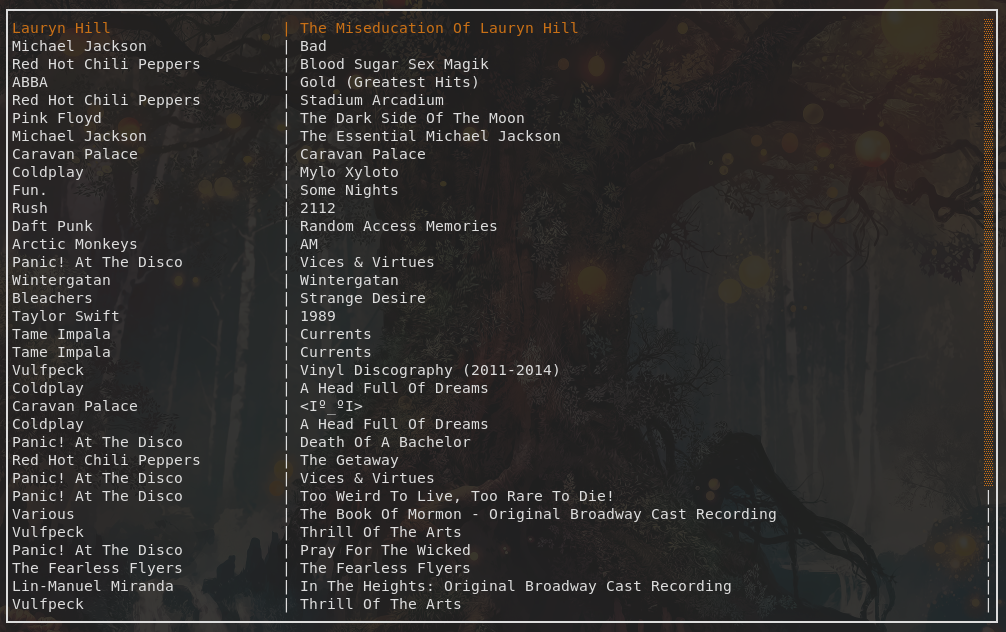 Lauryn Hill | The Miseducation Of Lauryn Hill
Michael Jackson | Bad
Red Hot Chili Peppers | Blood Sugar Sex Magik
ABBA | Gold (Greatest Hits)
Red Hot Chili Peppers | Stadium Arcadium
Pink Floyd | The Dark Side Of The Moon
Michael Jackson | The Essential Michael Jackson
Caravan Palace | Caravan Palace
Coldplay | Mylo Xyloto
Fun. | Some Nights
Rush | 2112
Daft Punk | Random Access Memories
Arctic Monkeys | AM
Panic! At The Disco | Vices & Virtues
Wintergatan | Wintergatan
Bleachers | Strange Desire
Taylor Swift | 1989
Tame Impala | Currents
Tame Impala | Currents
Vulfpeck | Vinyl Discography (2011-2014)
Coldplay | A Head Full Of Dreams
Caravan Palace | <Iº_ºI>
Coldplay | A Head Full Of Dreams
Panic! At The Disco | Death Of A Bachelor
Red Hot Chili Peppers | The Getaway
Panic! At The Disco | Vices & Virtues
Panic! At The Disco | Too Weird To Live, Too Rare To Die!
Various | The Book Of Mormon - Original Broadway Cast Recording
Vulfpeck | Thrill Of The Arts
Panic! At The Disco | Pray For The Wicked
The Fearless Flyers | The Fearless Flyers
Lin-Manuel Miranda | In The Heights: Original Broadway Cast Recording
Vulfpeck | Thrill Of The Arts